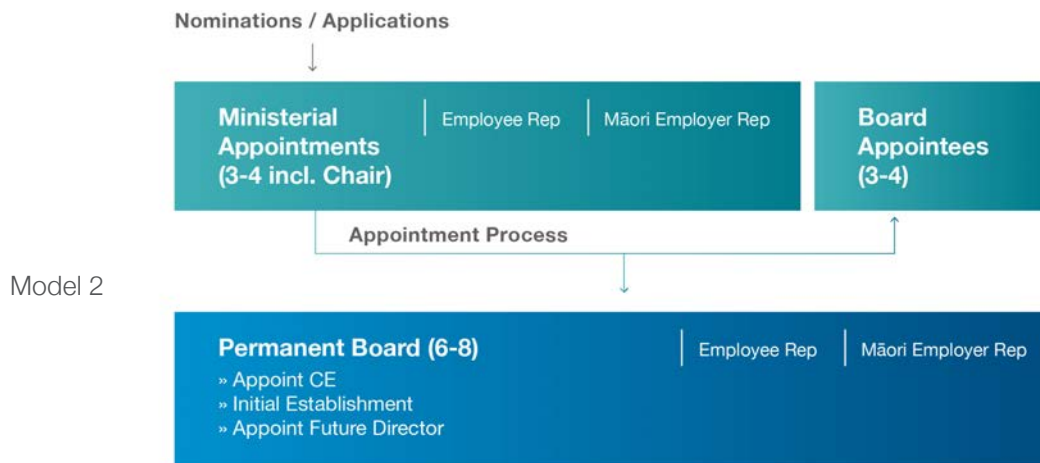 Nominations / Applications
Ministerial
Appointments
(3-4 incl. Chair)
Employee Rep
Māori Employer Rep
Board
Appointees
(3-4)
Appointment Process
Model 2
Permanent Board (6-8)
» Appoint CE
» Initial Establishment
» Appoint Future Director
Employee Rep
Māori Employer Rep